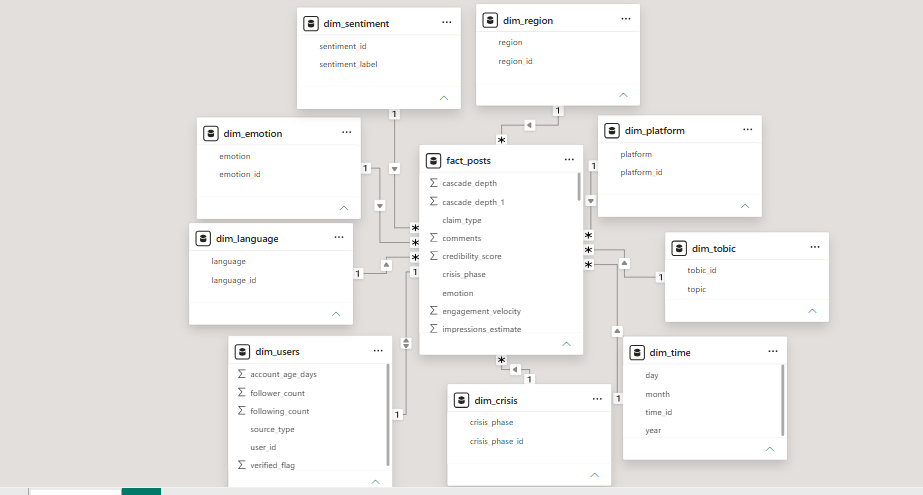 dim_sentiment
sentiment_id
sentiment_label
dim_region
region
region_id
dim_emotion
emotion
emotion_id
fact_posts
cascade_depth
cascade_depth_1
claim_type
comments
credibility_score
crisis_phase
emotion
engagement_velocity
impressions_estimate
dim_platform
platform
platform_id
dim_language
language
language_id
dim_tobic
tobic_id
topic
dim_users
account_age_days
follower_count
following_count
source_type
user_id
verified_flag
dim_crisis
crisis_phase
crisis_phase_id
dim_time
day
month
time_id
year
1
1
1
1
1
1
1
1
1
1
*
*
*
*
*
*
*
*